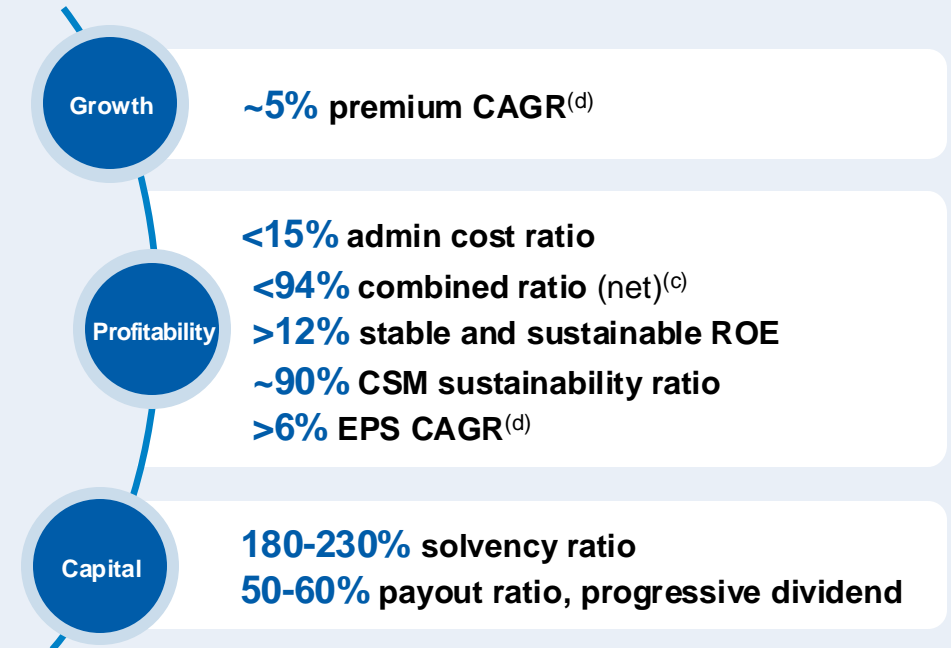 Growth
~5% premium CAGR(d)
Profitability
<15% admin cost ratio
<94% combined ratio (net)(c)
>12% stable and sustainable ROE
~90% CSM sustainability ratio
>6% EPS CAGR(d)
Capital
180-230% solvency ratio
50-60% payout ratio, progressive dividend